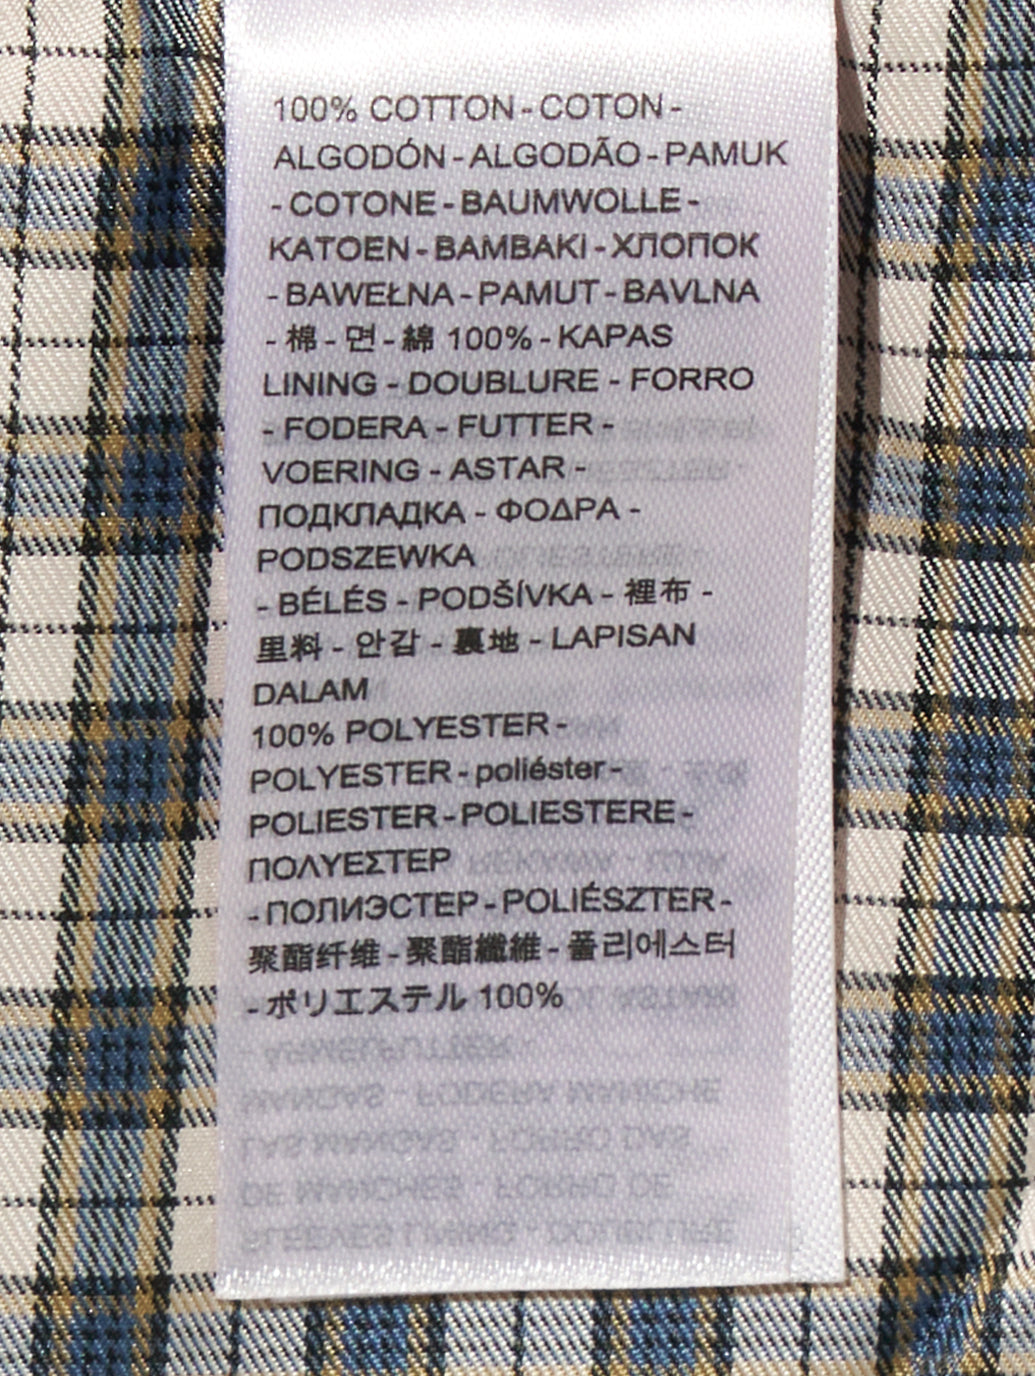 100% COTTON - COTON -
ALGODÓN - ALGODÃO - PAMUK
- COTONE - BAUMWOLLE -
KATOEN - BAMBAKI - ХЛОПОК
- BAWEŁNA - PAMUT - BAVLNA
- 棉 - 면 - 綿 100% - KAPAS
LINING - DOUBLURE - FORRO
- FODERA - FUTTER -
VOERING - ASTAR -
ПОДКЛАДКА - ΦΟΔΡΑ -
PODSZEWKA
- BÉLÉS - PODŠÍVKA - 裡布 -
里料 - 안감 - 裏地 - LAPISAN
DALAM
100% POLYESTER -
POLYESTER - poliéster -
POLIESTER - POLIESTERE -
ΠΟΛΥΕΣΤΕΡ
- ПОЛИЭСТЕР - POLIÉSZTER -
聚酯纤维 - 聚酯纖維 - 폴리에스터
- ポリエステル 100%